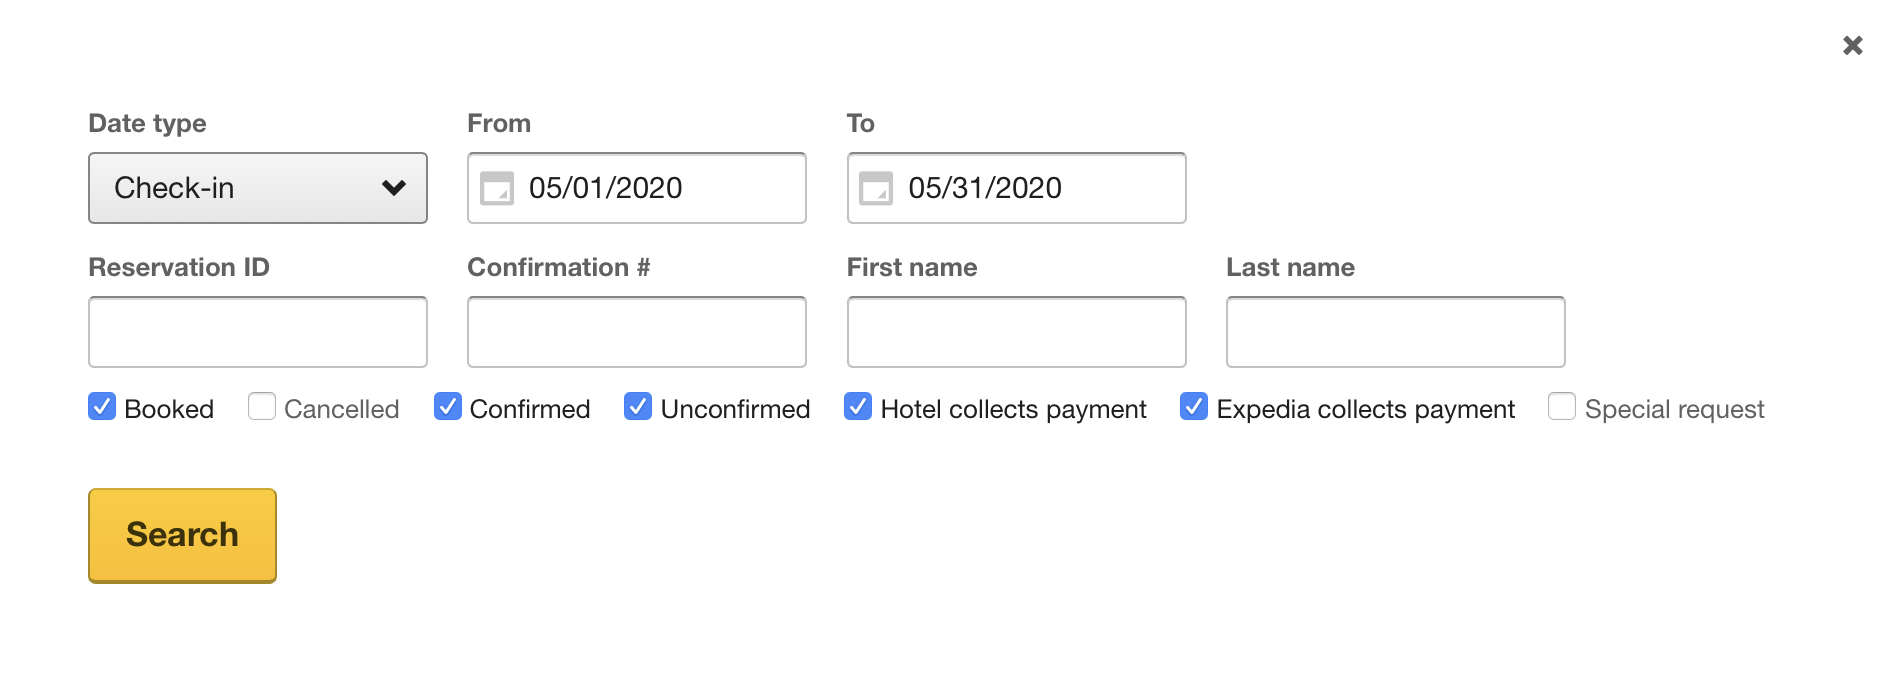 Date type From To
Check-in 05/01/2020 05/31/2020
Reservation ID Confirmation # First name Last name
Booked Cancelled Confirmed Unconfirmed Hotel collects payment Expedia collects payment Special request
Search